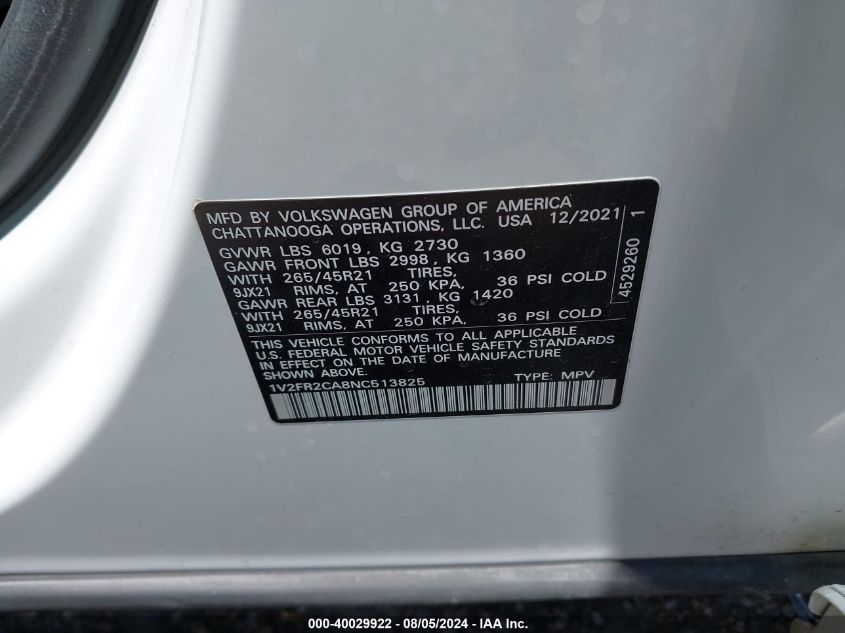 MFD BY VOLKSWAGEN GROUP OF AMERICA
CHATTANOOGA OPERATIONS, LLC. USA 12/2021
GVWR LBS 6019, KG 2730
GAWR FRONT LBS 2998, KG 1360
WITH 265/45R21 TIRES,
9JX21 RIMS, AT 250 KPA, 36 PSI COLD
GAWR REAR LBS 3131, KG 1420
WITH 265/45R21 TIRES,
9JX21 RIMS, AT 250 KPA, 36 PSI COLD
THIS VEHICLE CONFORMS TO ALL APPLICABLE
U.S. FEDERAL MOTOR VEHICLE SAFETY STANDARDS
IN EFFECT ON THE DATE OF MANUFACTURE
SHOWN ABOVE.
1V2FR2CA8NC513825 TYPE: MPV
4529260 1
000-40029922 - 08/05/2024 - IAA Inc.